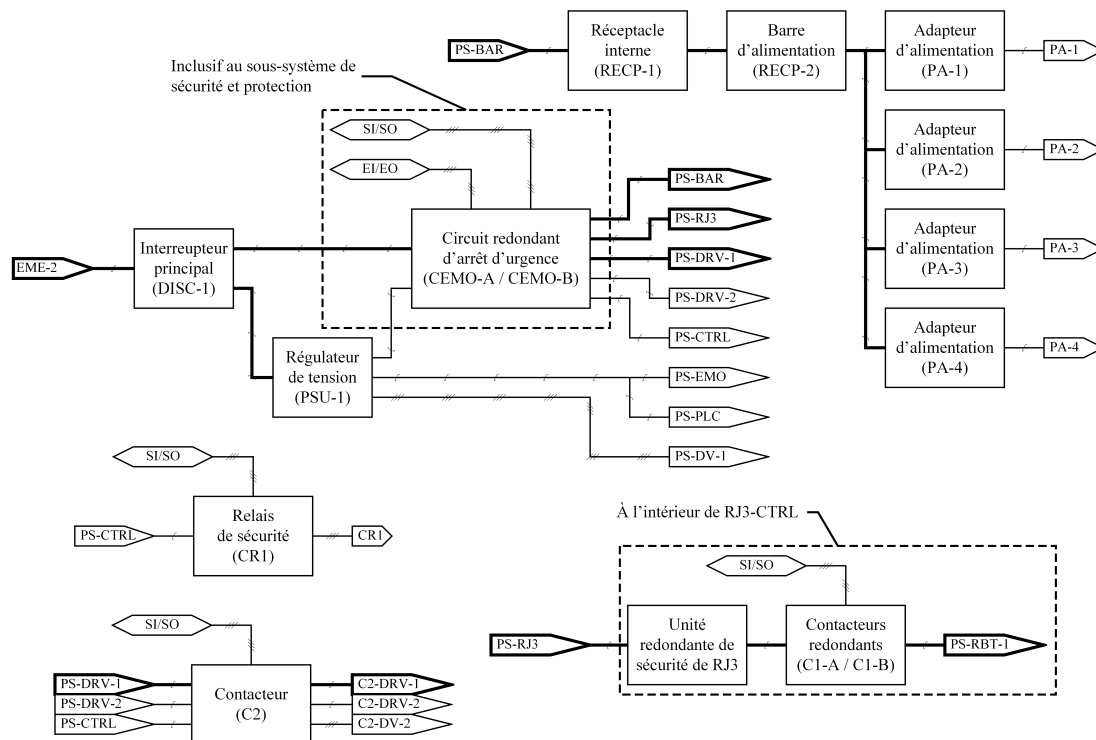 PS-BAR
Réceptacle
interne
(RECP-1)
Barre
d'alimentation
(RECP-2)
Adapteur
d'alimentation
(PA-1)
PA-1
Inclusif au sous-système de
sécurité et protection
SI/SO
EI/EO
Adapteur
d'alimentation
(PA-2)
PA-2
PS-BAR
PS-RJ3
PS-DRV-1
PS-DRV-2
PS-CTRL
Circuit redondant
d'arrêt d'urgence
(CEMO-A / CEMO-B)
Adapteur
d'alimentation
(PA-3)
PA-3
EME-2
Interreupteur
principal
(DISC-1)
Régulateur
de tension
(PSU-1)
PS-EMO
PS-PLC
PS-DV-1
Adapteur
d'alimentation
(PA-4)
PA-4
SI/SO
PS-CTRL
Relais
de sécurité
(CR1)
CR1
À l'intérieur de RJ3-CTRL
SI/SO
PS-RJ3
Unité
redondante de
sécurité de RJ3
Contacteurs
redondants
(C1-A / C1-B)
PS-RBT-1
SI/SO
PS-DRV-1
PS-DRV-2
PS-CTRL
Contacteur
(C2)
C2-DRV-1
C2-DRV-2
C2-DV-2